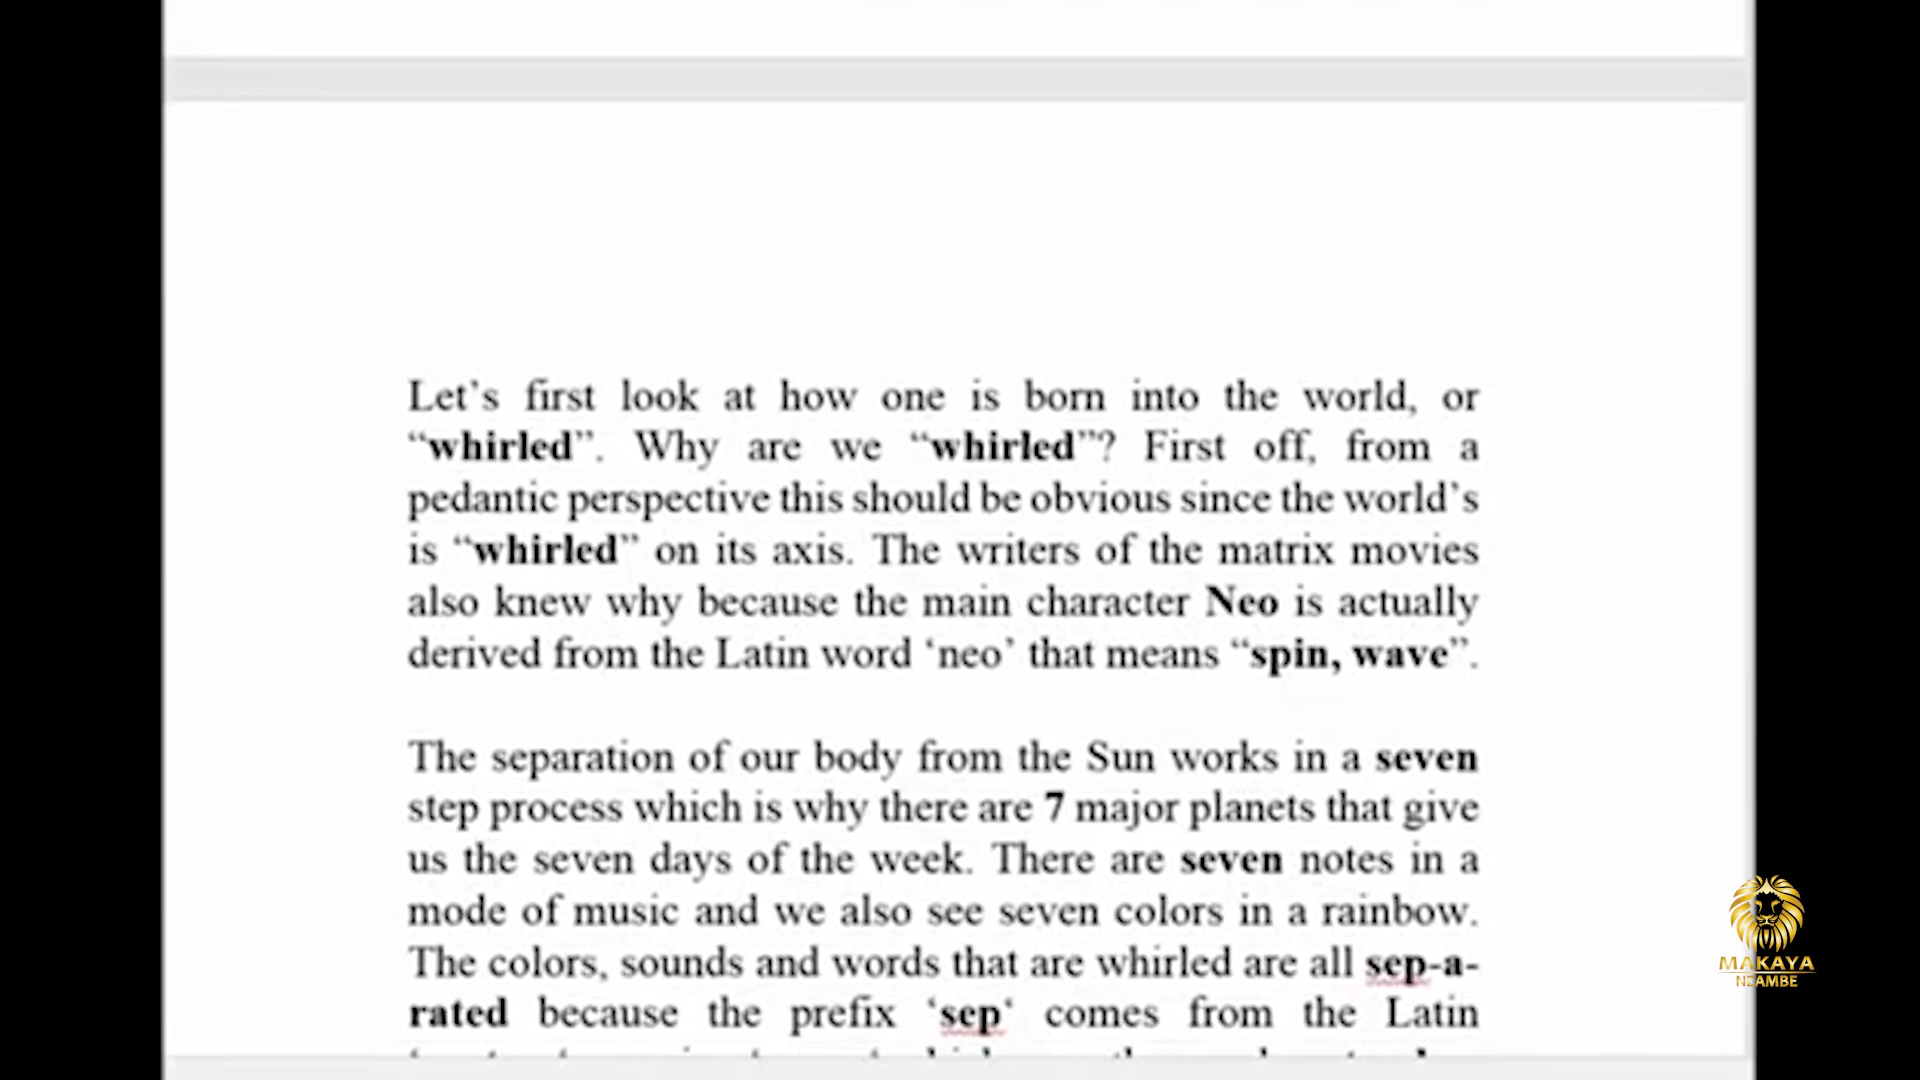 Let’s first look at how one is born into the world, or
“whirled”. Why are we “whirled”? First off, from a
pedantic perspective this should be obvious since the world’s
is “whirled” on its axis. The writers of the matrix movies
also knew why because the main character Neo is actually
derived from the Latin word ‘neo’ that means “spin, wave”.
The separation of our body from the Sun works in a seven
step process which is why there are 7 major planets that give
us the seven days of the week. There are seven notes in a
mode of music and we also see seven colors in a rainbow.
The colors, sounds and words that are whirled are all sep-a-
rated because the prefix ‘sep‘ comes from the Latin
MAKAYA
NZAMBE